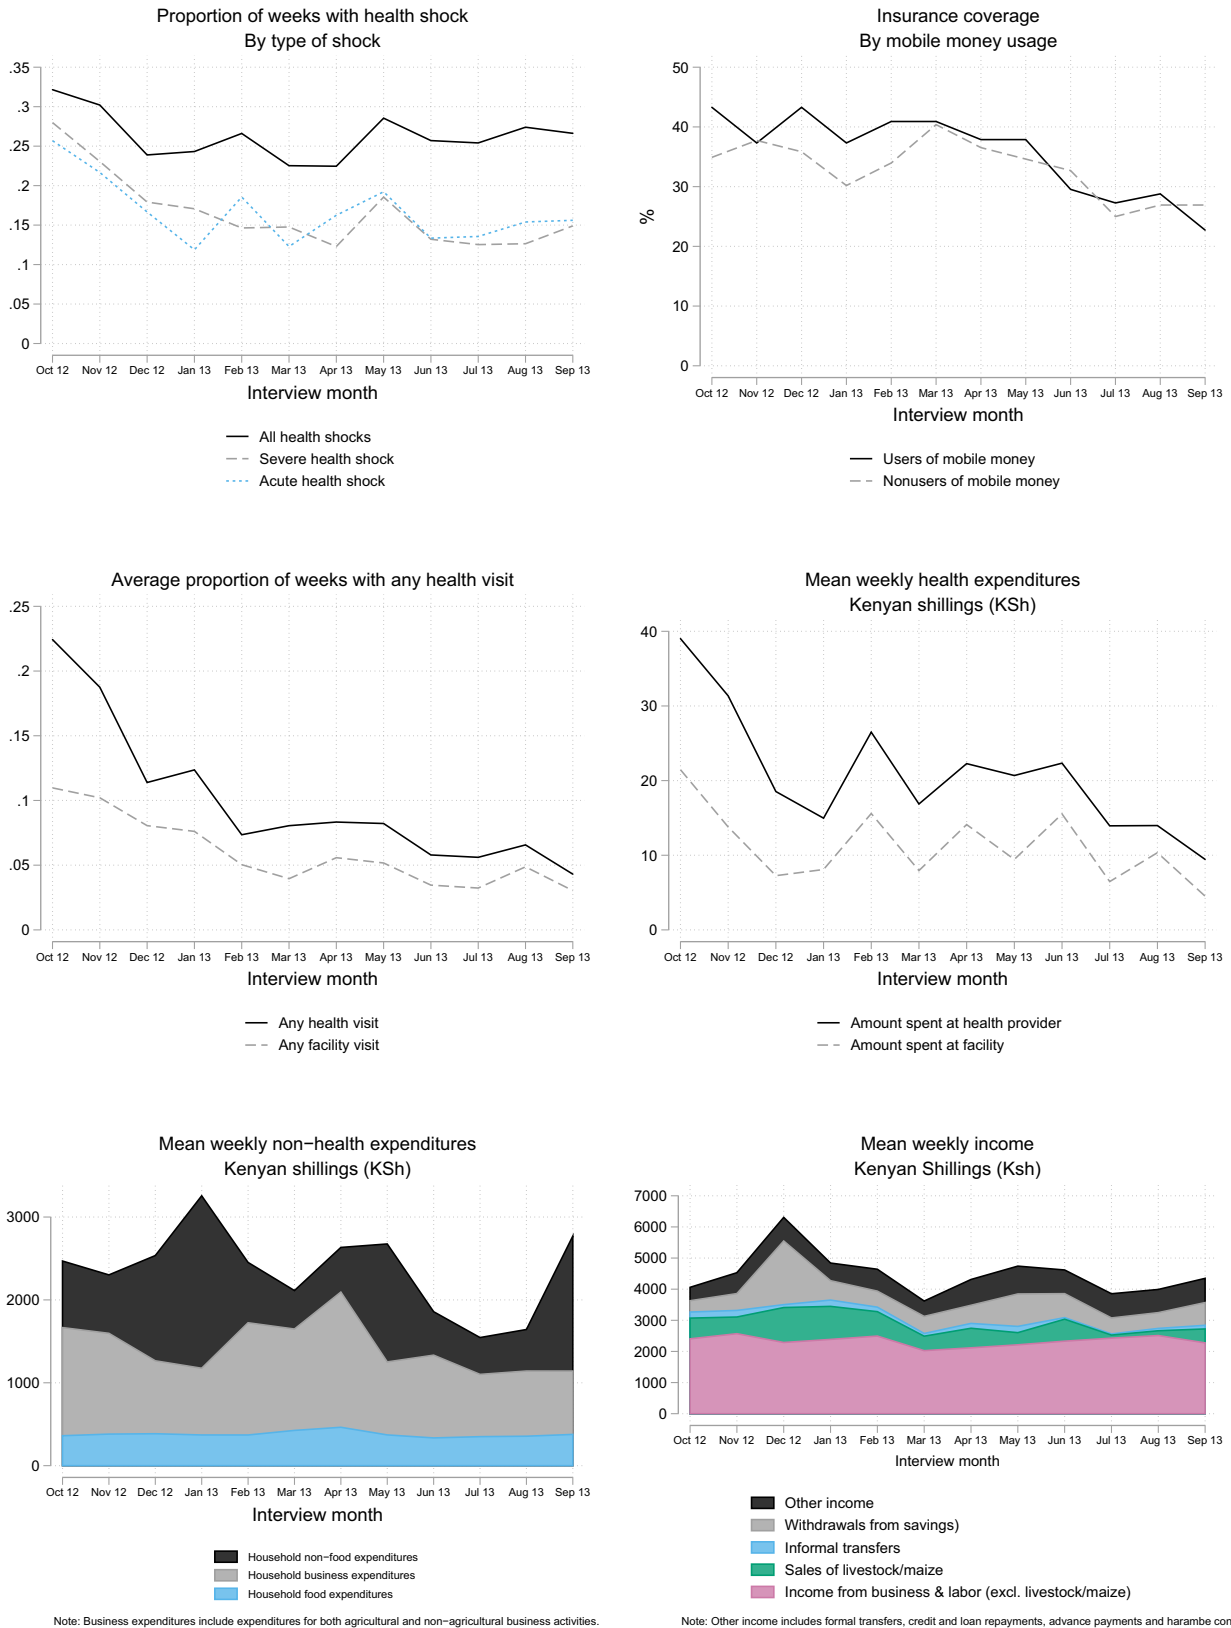 Proportion of weeks with health shock
By type of shock
.35
.3
.25
.2
.15
.1
.05
0
Oct 12 Nov 12 Dec 12 Jan 13 Feb 13 Mar 13 Apr 13 May 13 Jun 13 Jul 13 Aug 13 Sep 13
Interview month
All health shocks
Severe health shock
Acute health shock
Insurance coverage
By mobile money usage
%
50
40
30
20
10
0
Oct 12 Nov 12 Dec 12 Jan 13 Feb 13 Mar 13 Apr 13 May 13 Jun 13 Jul 13 Aug 13 Sep 13
Interview month
Users of mobile money
Nonusers of mobile money
Average proportion of weeks with any health visit
.25
.2
.15
.1
.05
0
Oct 12 Nov 12 Dec 12 Jan 13 Feb 13 Mar 13 Apr 13 May 13 Jun 13 Jul 13 Aug 13 Sep 13
Interview month
Any health visit
Any facility visit
Mean weekly health expenditures
Kenyan shillings (KSh)
40
30
20
10
0
Oct 12 Nov 12 Dec 12 Jan 13 Feb 13 Mar 13 Apr 13 May 13 Jun 13 Jul 13 Aug 13 Sep 13
Interview month
Amount spent at health provider
Amount spent at facility
Mean weekly non−health expenditures
Kenyan shillings (KSh)
3000
2000
1000
0
Oct 12 Nov 12 Dec 12 Jan 13 Feb 13 Mar 13 Apr 13 May 13 Jun 13 Jul 13 Aug 13 Sep 13
Interview month
Household non−food expenditures
Household business expenditures
Household food expenditures
Note: Business expenditures include expenditures for both agricultural and non−agricultural business activities.
Mean weekly income
Kenyan Shillings (Ksh)
7000
6000
5000
4000
3000
2000
1000
0
Oct 12 Nov 12 Dec 12 Jan 13 Feb 13 Mar 13 Apr 13 May 13 Jun 13 Jul 13 Aug 13 Sep 13
Interview month
Other income
Withdrawals from savings)
Informal transfers
Sales of livestock/maize
Income from business & labor (excl. livestock/maize)
Note: Other income includes formal transfers, credit and loan repayments, advance payments and harambe con